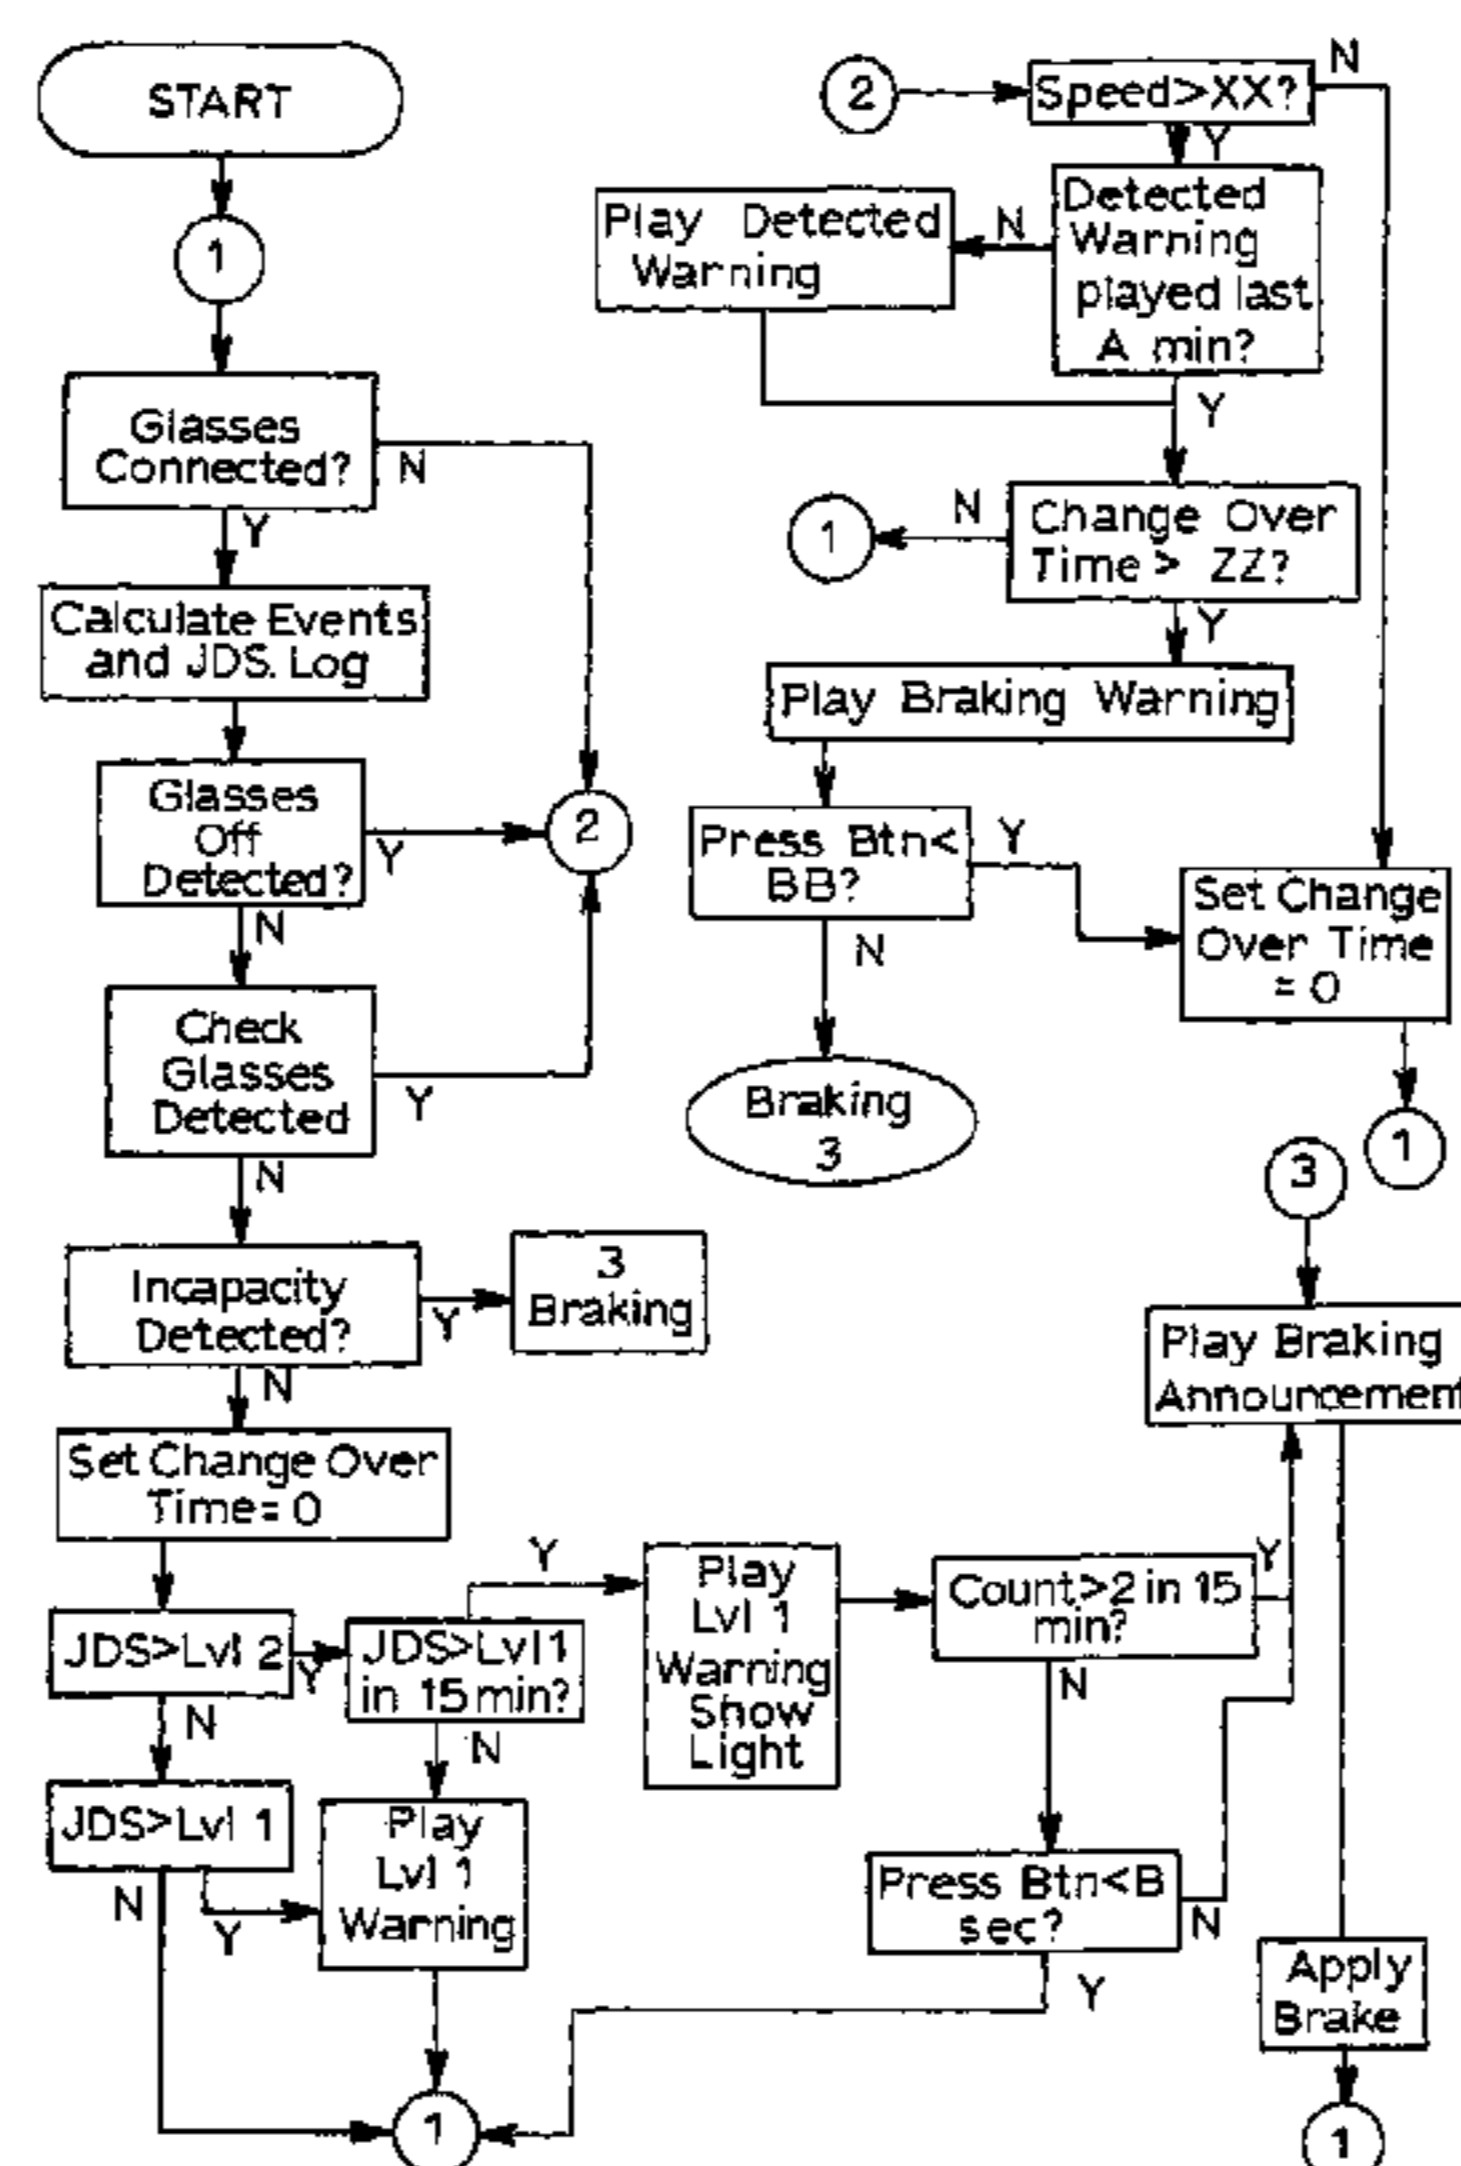 START
1
Glasses
Connected?
N
Y
Calculate Events
and JDS. Log
Glasses
Off
Detected?
Y
N
2
Check
Glasses
Detected
Y
N
Incapacity
Detected?
Y
3
Braking
N
Set Change Over
Time = 0
JDS>Lvl 2
Y
N
JDS>Lvl 1
in 15 min?
Y
N
JDS>Lvl 1
N
Y
Play
Lvl 1
Warning
1
Play
Lvl 1
Warning
Show
Light
Count>2 in 15
min?
Y
N
Press Btn<B
sec?
N
Y
2
Speed>XX?
N
Y
Detected
Warning
played last
A min?
N
Play Detected
Warning
Y
Change Over
Time > ZZ?
N
1
Y
Play Braking Warning
Press Btn<
BB?
Y
N
Braking
3
Set Change
Over Time
= 0
1
3
Play Braking
Announcement
Apply
Brake
1